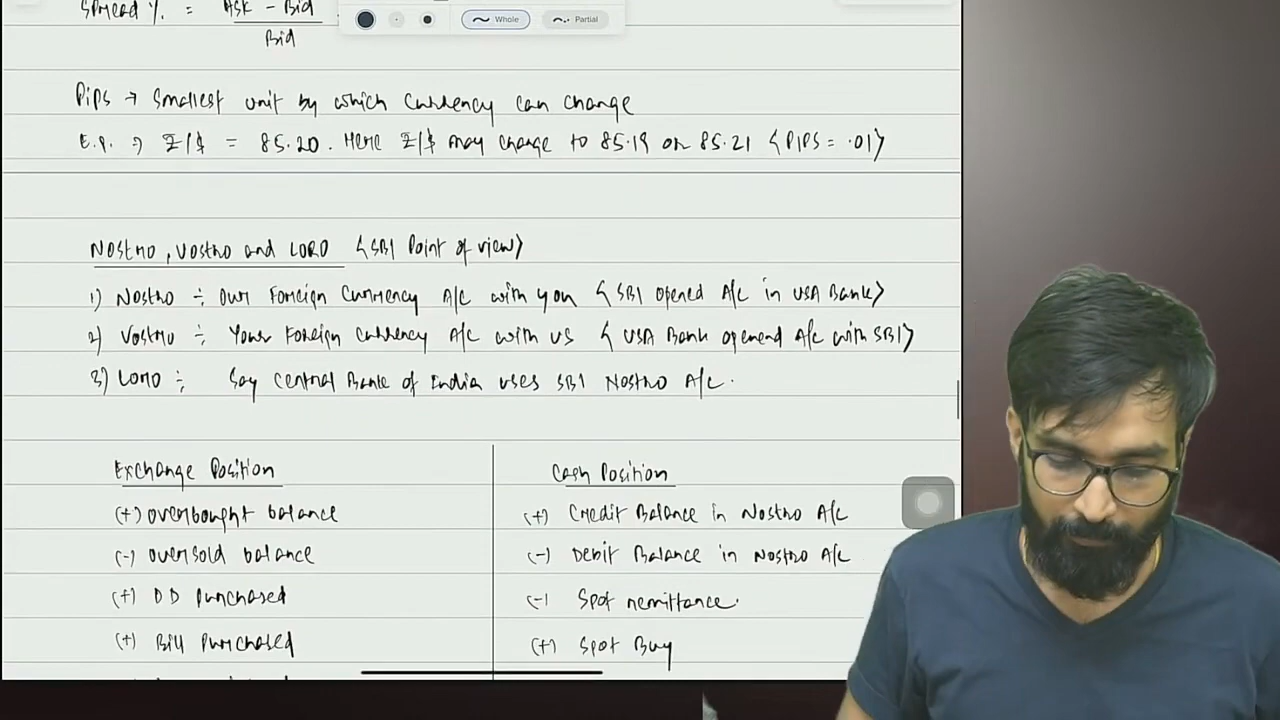 Spread % = Ask - Bid
Bid
Whole
Partial
Pips → Smallest unit by which Currency can change
E.g. ⇒ ₹/$ = 85.20. Here ₹/$ may change to 85.19 or 85.21 {PIPS = .01}
Nostro, Vostro and LORO {SBI Point of view}
1) Nostro ÷ Our Foreign Currency A/c with you {SBI opened A/c in USA Bank}
2) Vostro ÷ Your Foreign Currency A/c with us {USA Bank opened A/c with SBI}
3) Loro ÷ Say Central Bank of India uses SBI Nostro A/c.
Exchange Position
Cash Position
(+) Overbought balance
(+) Credit Balance in Nostro A/c
(-) Oversold balance
(-) Debit Balance in Nostro A/c
(+) DD Purchased
(-) Spot remittance.
(+) Bill Purchased
(+) Spot Buy